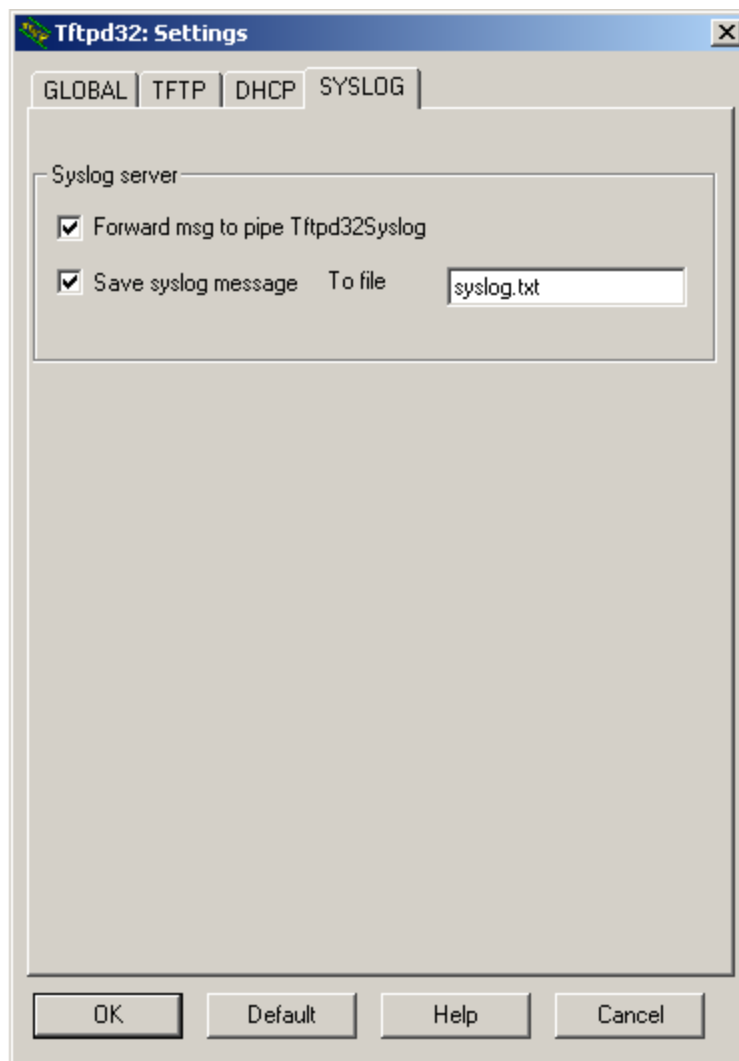 Tftpd32: Settings
GLOBAL TFTP DHCP SYSLOG
Syslog server
Forward msg to pipe Tftpd32Syslog
Save syslog message To file syslog.txt
OK Default Help Cancel